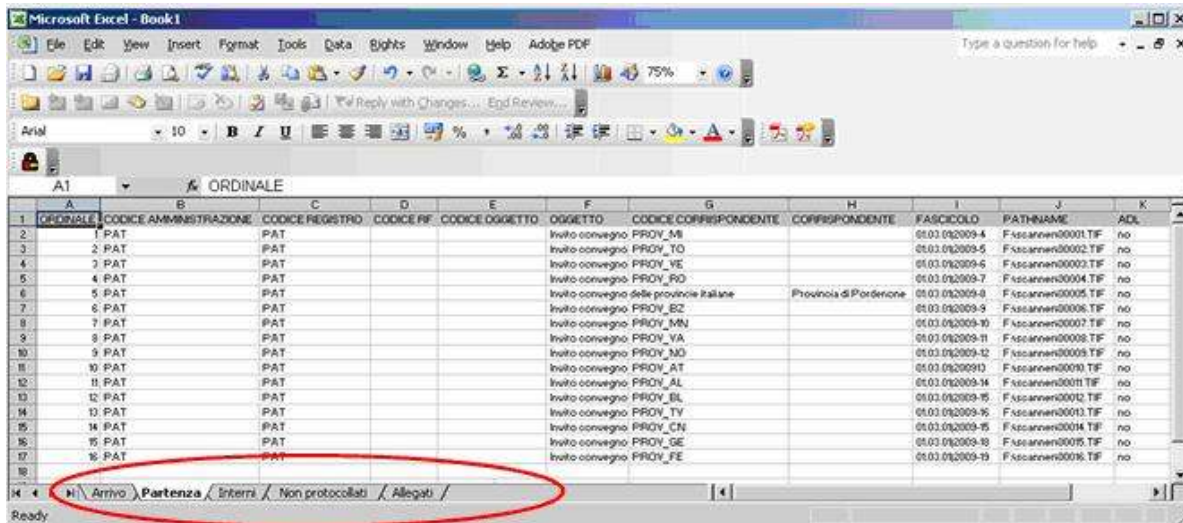 Microsoft Excel - Book1
File Edit View Insert Format Tools Data Rights Window Help Adobe PDF Type a question for help
75%
Reply with Changes... End Review...
Arial 10 B I U %
A1 fx ORDINALE
A B C D E F G H I J K
1 ORDINALE CODICE AMMINISTRAZIONE CODICE REGISTRO CODICE RF CODICE OGGETTO OGGETTO CODICE CORRISPONDENTE CORRISPONDENTE FASCICOLO PATHNAME ADL
2 1 PAT PAT Invito convegno PROV_MI 01.03.01\2009-4 F:\scanner\00001.TIF no
3 2 PAT PAT Invito convegno PROV_TO 01.03.01\2009-5 F:\scanner\00002.TIF no
4 3 PAT PAT Invito convegno PROV_VE 01.03.01\2009-6 F:\scanner\00003.TIF no
5 4 PAT PAT Invito convegno PROV_RO 01.03.01\2009-7 F:\scanner\00004.TIF no
6 5 PAT PAT Invito convegno delle provincie italiane Provincia di Pordenone 01.03.01\2009-8 F:\scanner\00005.TIF no
7 6 PAT PAT Invito convegno PROV_BZ 01.03.01\2009-9 F:\scanner\00006.TIF no
8 7 PAT PAT Invito convegno PROV_MN 01.03.01\2009-10 F:\scanner\00007.TIF no
9 8 PAT PAT Invito convegno PROV_VA 01.03.01\2009-11 F:\scanner\00008.TIF no
10 9 PAT PAT Invito convegno PROV_NO 01.03.01\2009-12 F:\scanner\00009.TIF no
11 10 PAT PAT Invito convegno PROV_AT 01.03.01\200913 F:\scanner\00010.TIF no
12 11 PAT PAT Invito convegno PROV_AL 01.03.01\2009-14 F:\scanner\00011.TIF no
13 12 PAT PAT Invito convegno PROV_BL 01.03.01\2009-15 F:\scanner\00012.TIF no
14 13 PAT PAT Invito convegno PROV_TV 01.03.01\2009-16 F:\scanner\00013.TIF no
15 14 PAT PAT Invito convegno PROV_CN 01.03.01\2009-15 F:\scanner\00014.TIF no
16 15 PAT PAT Invito convegno PROV_GE 01.03.01\2009-18 F:\scanner\00015.TIF no
17 16 PAT PAT Invito convegno PROV_FE 01.03.01\2009-19 F:\scanner\00016.TIF no
18
Arrivo Partenza Interni Non protocollati Allegati
Ready